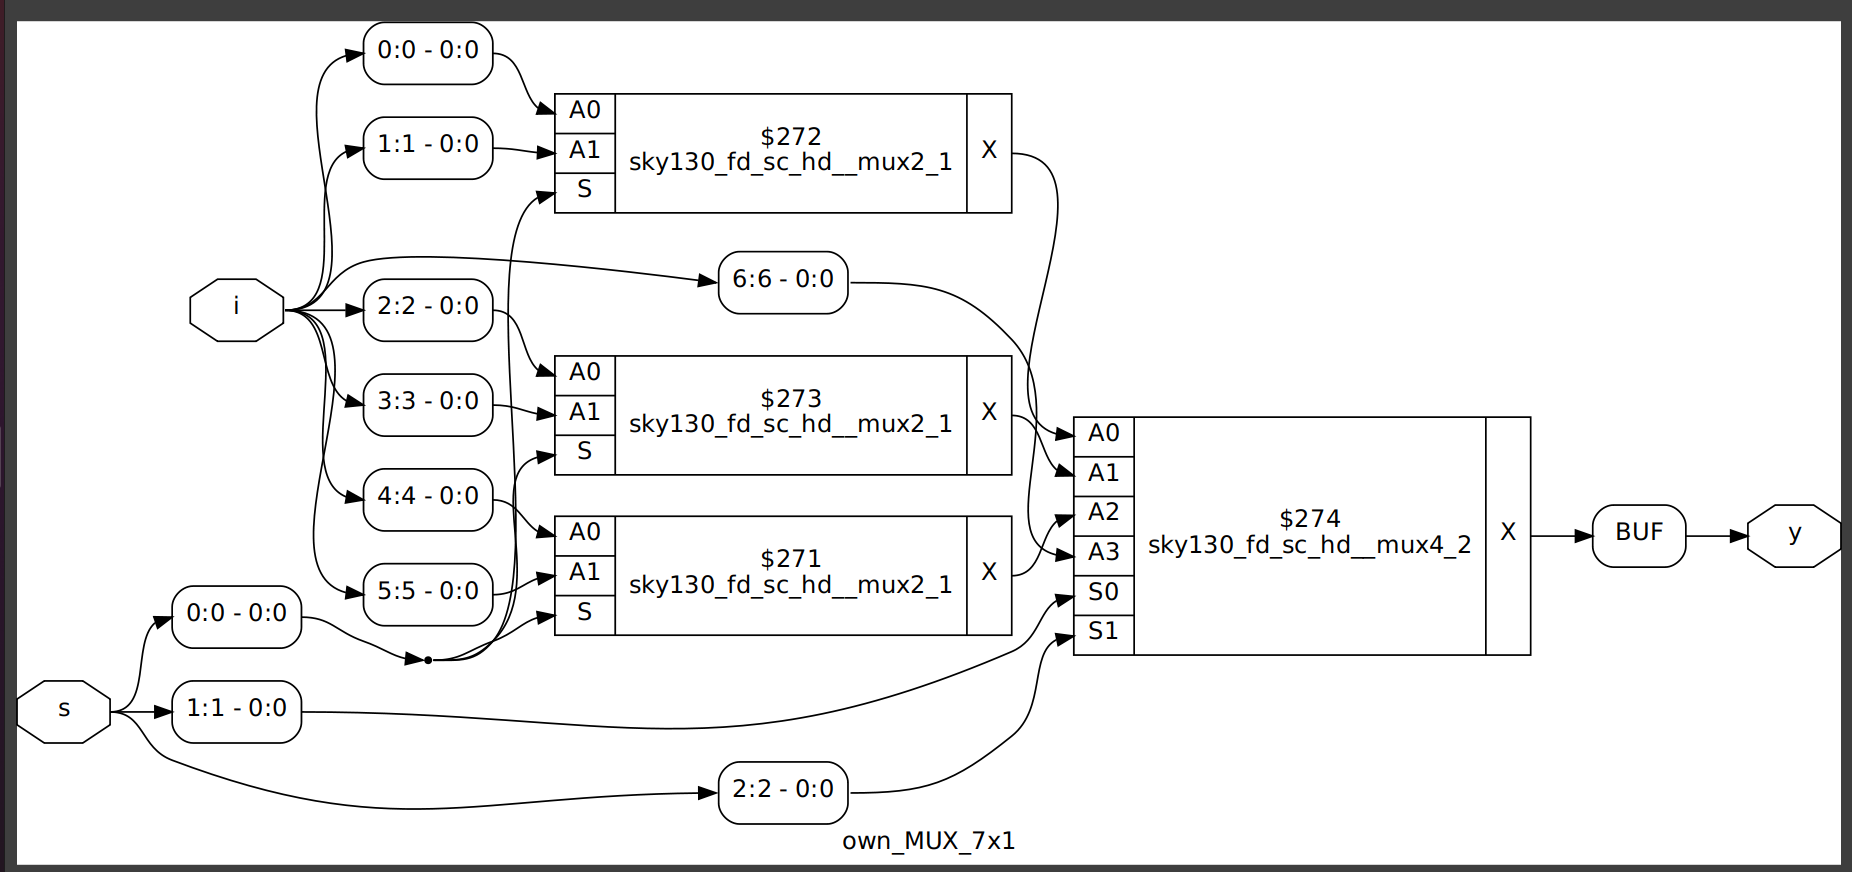 0:0 - 0:0
1:1 - 0:0
A0
A1
S
$272
sky130_fd_sc_hd__mux2_1
X
i
6:6 - 0:0
2:2 - 0:0
3:3 - 0:0
A0
A1
S
$273
sky130_fd_sc_hd__mux2_1
X
4:4 - 0:0
5:5 - 0:0
A0
A1
S
$271
sky130_fd_sc_hd__mux2_1
X
A0
A1
A2
A3
S0
S1
$274
sky130_fd_sc_hd__mux4_2
X
BUF
y
s
0:0 - 0:0
1:1 - 0:0
2:2 - 0:0
own_MUX_7x1